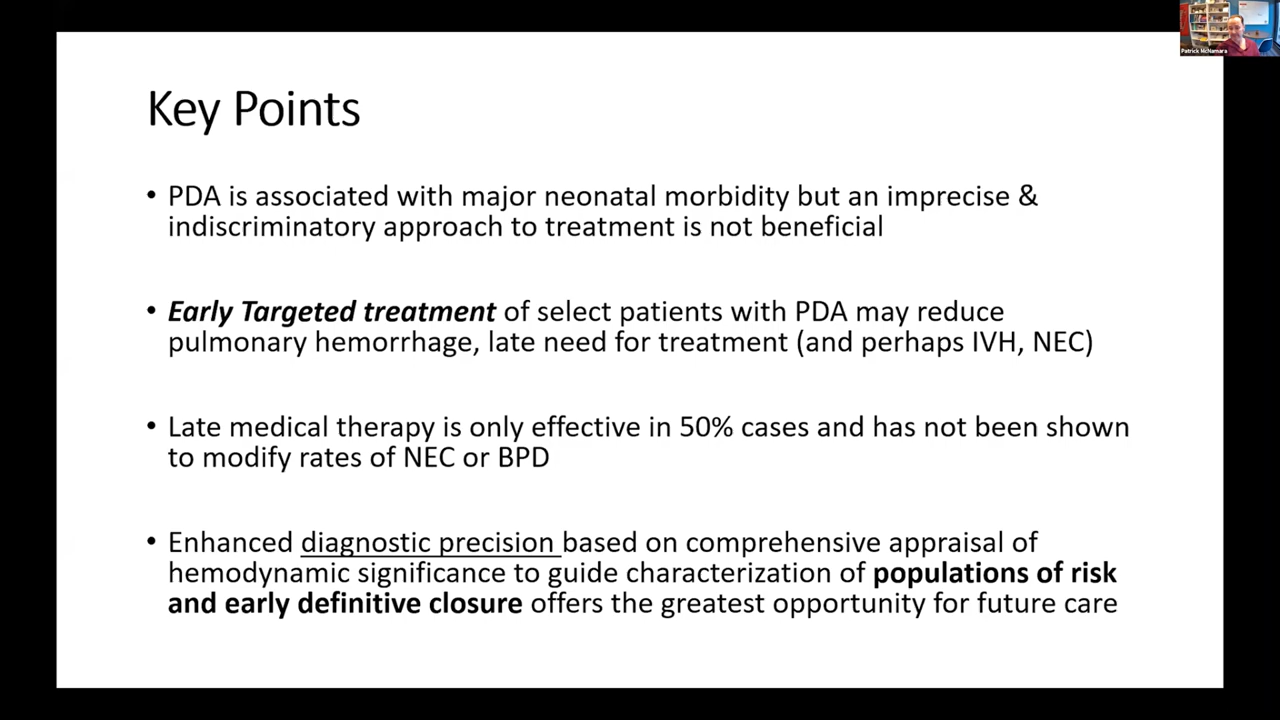 Patrick McNamara
Key Points
• PDA is associated with major neonatal morbidity but an imprecise &
indiscriminatory approach to treatment is not beneficial
• Early Targeted treatment of select patients with PDA may reduce
pulmonary hemorrhage, late need for treatment (and perhaps IVH, NEC)
• Late medical therapy is only effective in 50% cases and has not been shown
to modify rates of NEC or BPD
• Enhanced diagnostic precision based on comprehensive appraisal of
hemodynamic significance to guide characterization of populations of risk
and early definitive closure offers the greatest opportunity for future care